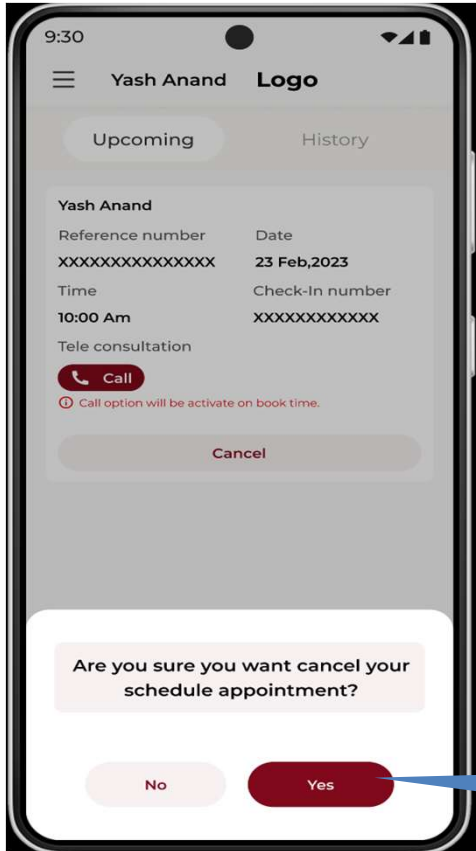 9:30
Yash Anand Logo
Upcoming History
Yash Anand
Reference number Date
XXXXXXXXXXXXXXX 23 Feb,2023
Time Check-In number
10:00 Am XXXXXXXXXXXX
Tele consultation
Call
Call option will be activate on book time.
Cancel
Are you sure you want cancel your
schedule appointment?
No Yes